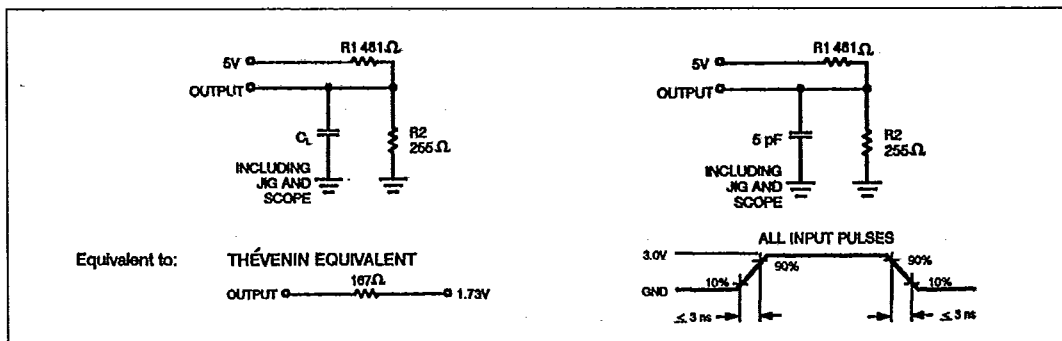 R1 481Ω
5V
OUTPUT
C_L
R2
255Ω
INCLUDING
JIG AND
SCOPE
R1 481Ω
5V
OUTPUT
5 pF
R2
255Ω
INCLUDING
JIG AND
SCOPE
Equivalent to:
THÉVENIN EQUIVALENT
167Ω
OUTPUT
1.73V
ALL INPUT PULSES
3.0V
90%
90%
10%
10%
GND
≤ 3 ns
≤ 3 ns